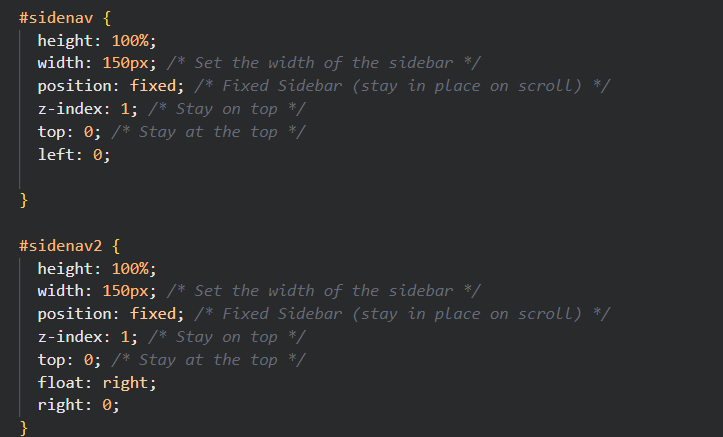 #sidenav {
  height: 100%;
  width: 150px; /* Set the width of the sidebar */
  position: fixed; /* Fixed Sidebar (stay in place on scroll) */
  z-index: 1; /* Stay on top */
  top: 0; /* Stay at the top */
  left: 0;

}

#sidenav2 {
  height: 100%;
  width: 150px; /* Set the width of the sidebar */
  position: fixed; /* Fixed Sidebar (stay in place on scroll) */
  z-index: 1; /* Stay on top */
  top: 0; /* Stay at the top */
  float: right;
  right: 0;
}